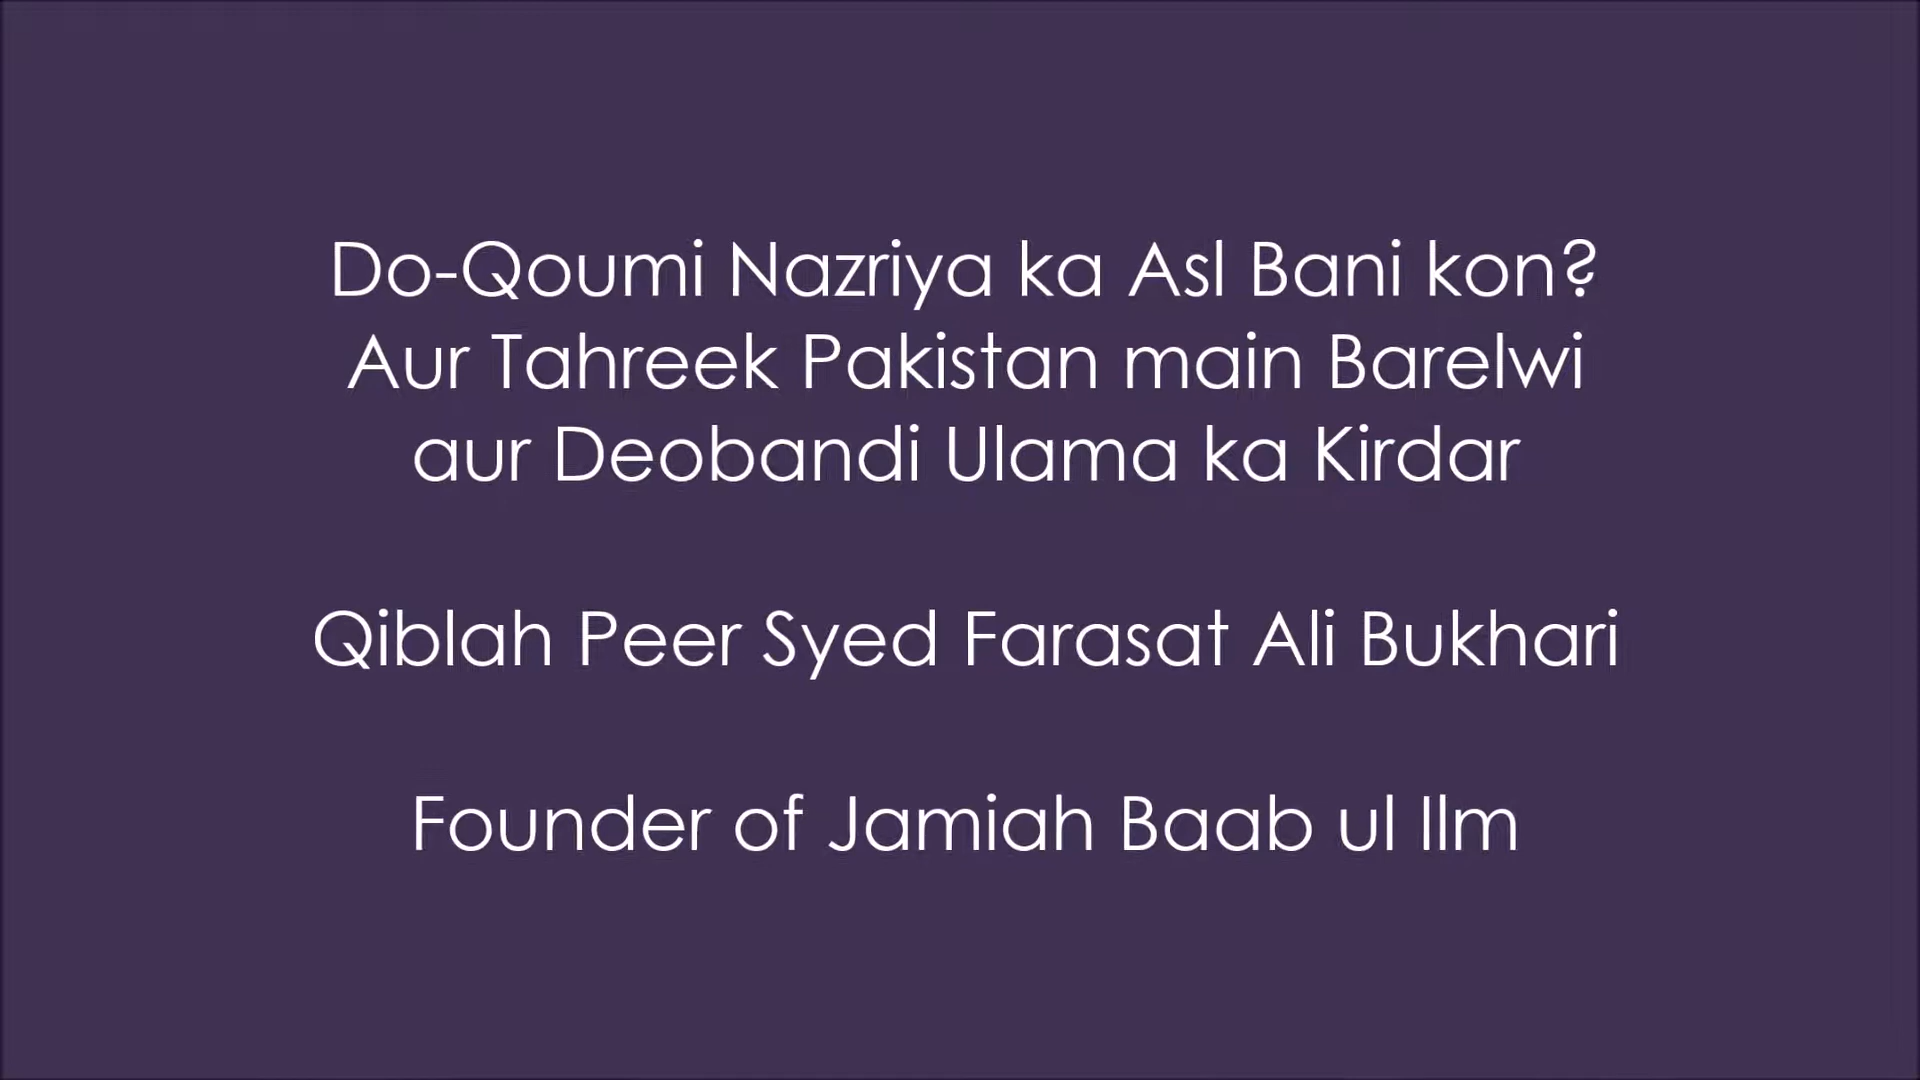 Do-Qoumi Nazriya ka Asl Bani kon?
Aur Tahreek Pakistan main Barelwi
aur Deobandi Ulama ka Kirdar
Qiblah Peer Syed Farasat Ali Bukhari
Founder of Jamiah Baab ul Ilm